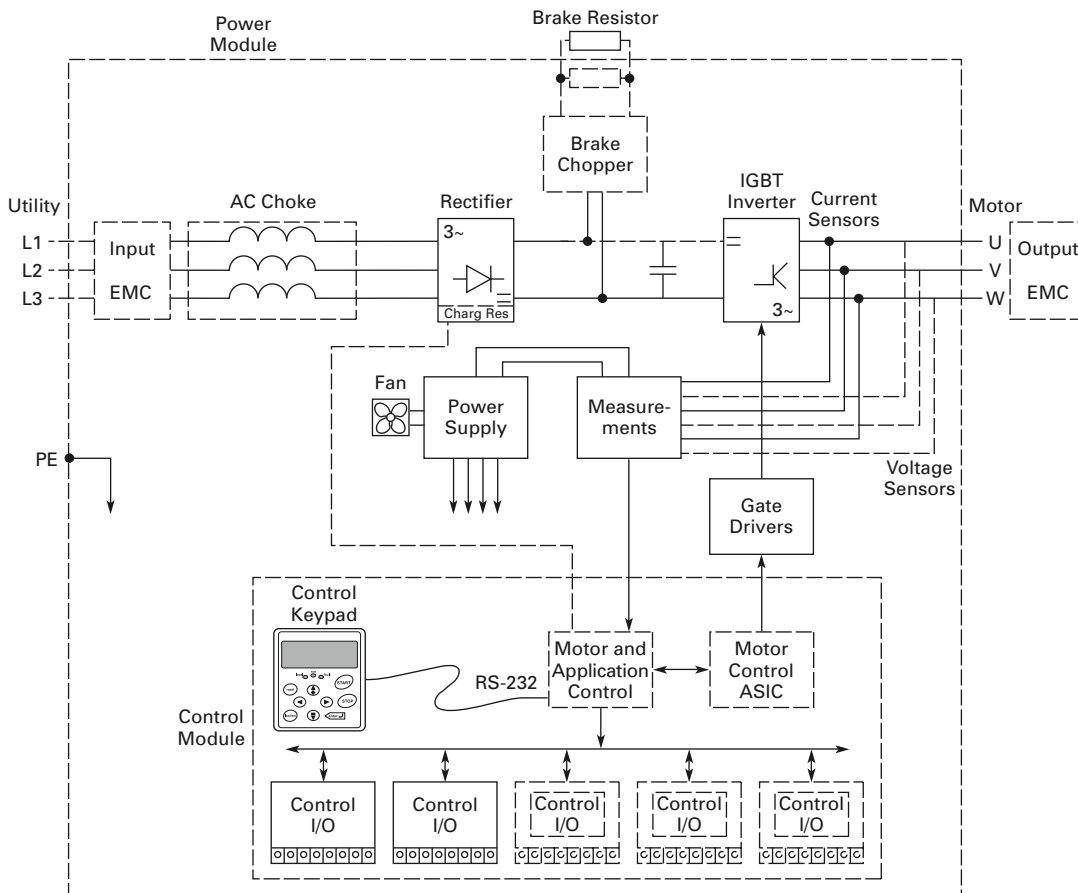 Brake Resistor
Power
Module
Brake
Chopper
Utility
AC Choke
Rectifier
IGBT
Inverter
Current
Sensors
Motor
L1
L2
L3
Input
EMC
3~
Charg Res
3~
U
V
W
Output
EMC
Fan
Power
Supply
Measure-
ments
PE
Voltage
Sensors
Gate
Drivers
Control
Keypad
START
STOP
reset
enter
RS-232
Motor and
Application
Control
Motor
Control
ASIC
Control
Module
Control
I/O
Control
I/O
Control
I/O
Control
I/O
Control
I/O